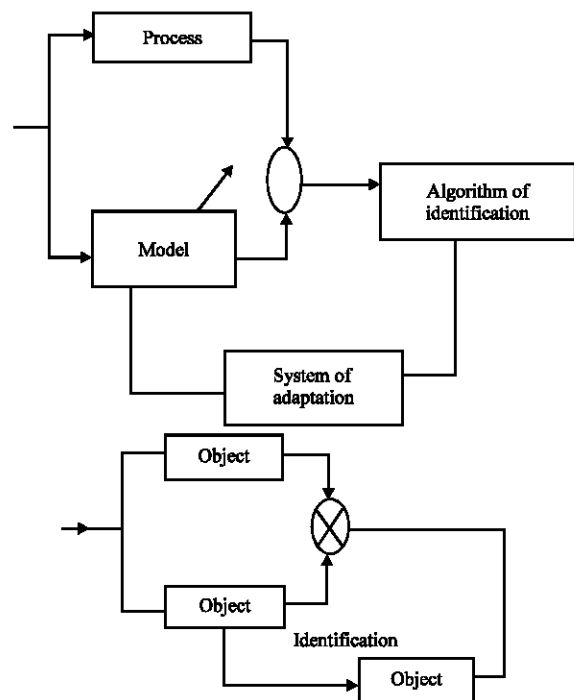 Process
Algorithm of
identification
Model
System of
adaptation
Object
Object
Identification
Object